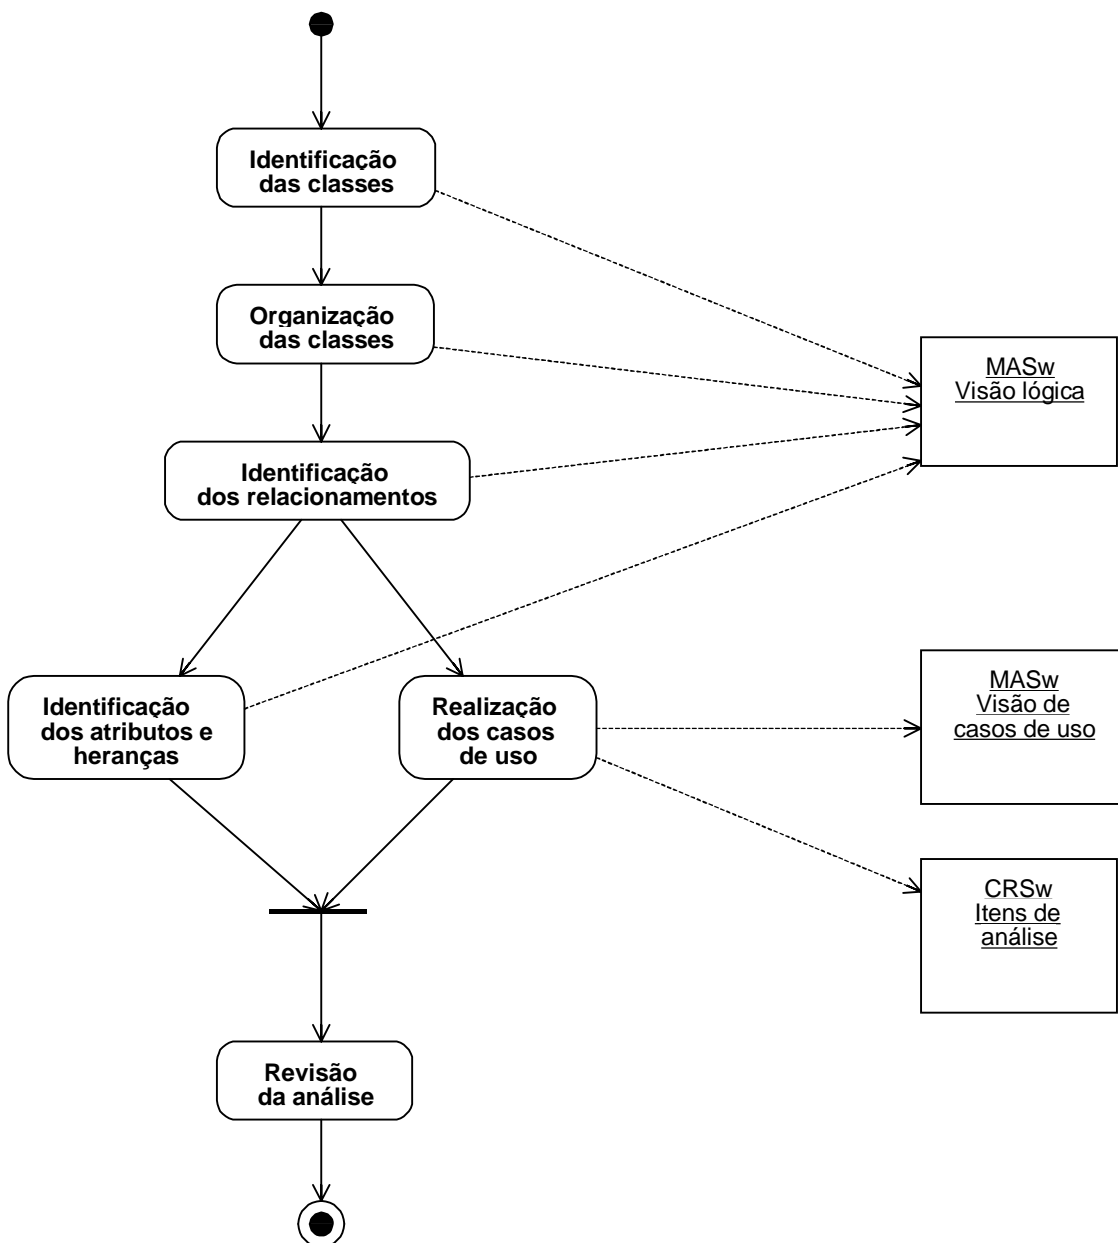 Identificação
das classes
Organização
das classes
MASw
Visão lógica
Identificação
dos relacionamentos
Identificação
dos atributos e
heranças
Realização
dos casos
de uso
MASw
Visão de
casos de uso
CRSw
Itens de
análise
Revisão
da análise